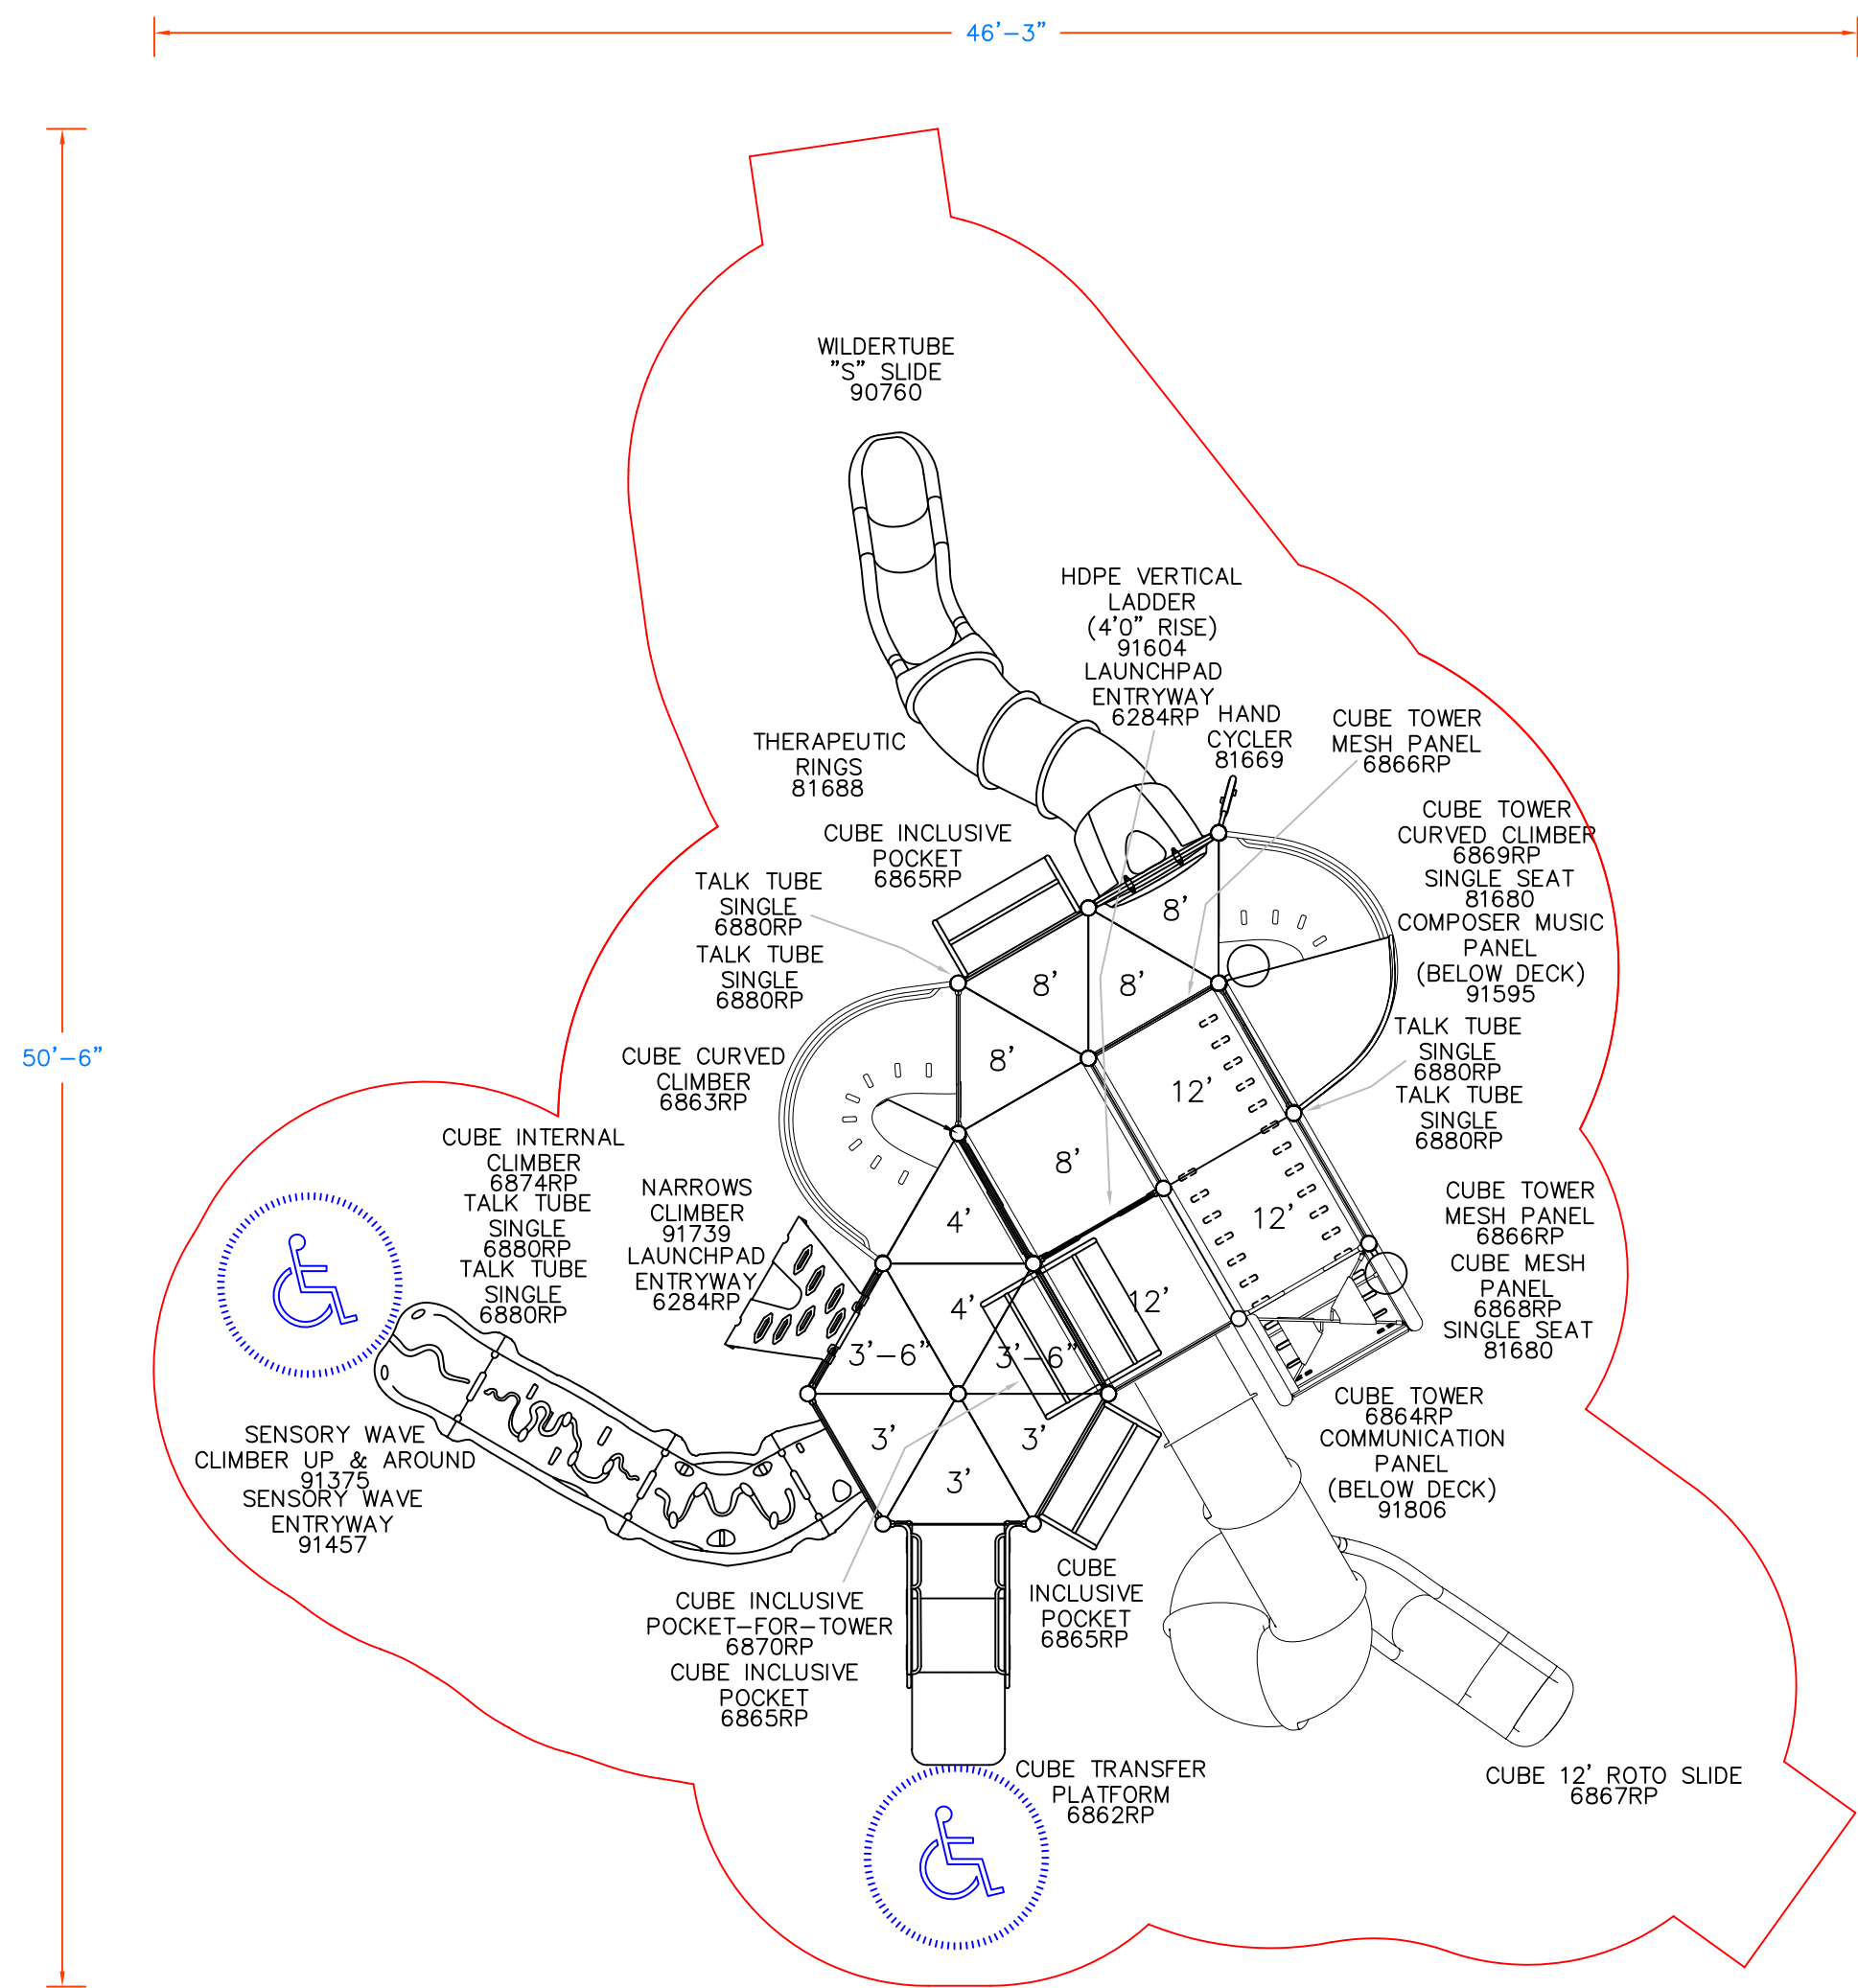 46'-3"
WILDERTUBE
"S" SLIDE
90760
HDPE VERTICAL
LADDER
(4'0" RISE)
91604
LAUNCHPAD
ENTRYWAY
6284RP
HAND
CYCLER
81669
CUBE TOWER
MESH PANEL
6866RP
THERAPEUTIC
RINGS
81688
CUBE INCLUSIVE
POCKET
6865RP
CUBE TOWER
CURVED CLIMBER
6869RP
SINGLE SEAT
81680
COMPOSER MUSIC
PANEL
(BELOW DECK)
91595
TALK TUBE
SINGLE
6880RP
TALK TUBE
SINGLE
6880RP
8'
8'
8'
8'
12'
8'
12'
12'
4'
4'
3'-6"
3'-6"
3'
3'
3'
50'-6"
TALK TUBE
SINGLE
6880RP
TALK TUBE
SINGLE
6880RP
CUBE CURVED
CLIMBER
6863RP
CUBE INTERNAL
CLIMBER
6874RP
TALK TUBE
SINGLE
6880RP
TALK TUBE
SINGLE
6880RP
NARROWS
CLIMBER
91739
LAUNCHPAD
ENTRYWAY
6284RP
CUBE TOWER
MESH PANEL
6866RP
CUBE MESH
PANEL
6868RP
SINGLE SEAT
81680
CUBE TOWER
6864RP
COMMUNICATION
PANEL
(BELOW DECK)
91806
SENSORY WAVE
CLIMBER UP & AROUND
91375
SENSORY WAVE
ENTRYWAY
91457
CUBE INCLUSIVE
POCKET-FOR-TOWER
6870RP
CUBE INCLUSIVE
POCKET
6865RP
CUBE
INCLUSIVE
POCKET
6865RP
CUBE TRANSFER
PLATFORM
6862RP
CUBE 12' ROTO SLIDE
6867RP